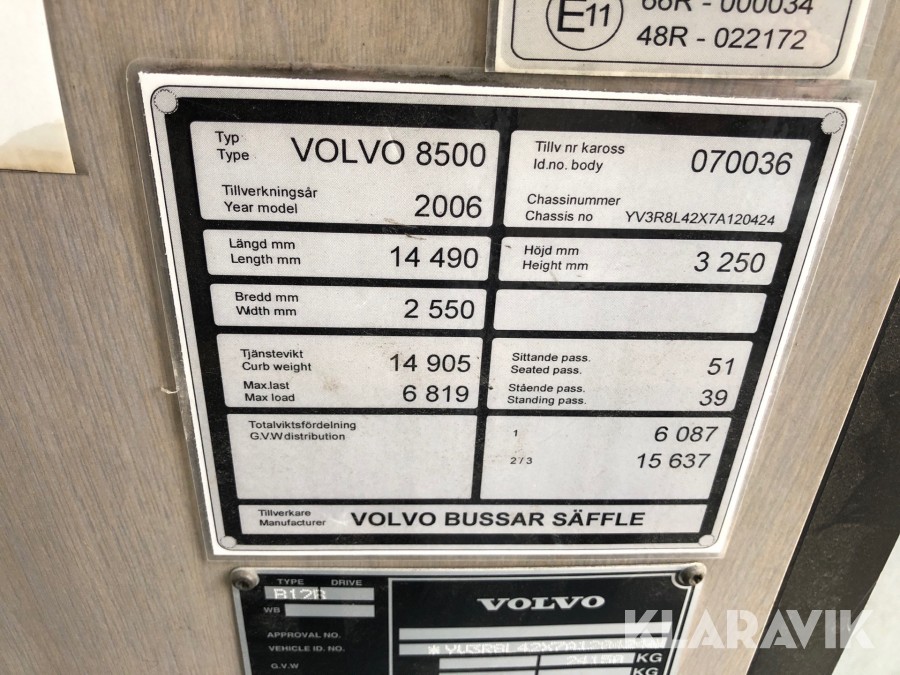 E11
66R - 000034
48R - 022172
Typ
Type VOLVO 8500
Tillverkningsår
Year model 2006
Tillv nr kaross
Id.no. body 070036
Chassinummer
Chassis no YV3R8L42X7A120424
Längd mm
Length mm 14 490
Höjd mm
Height mm 3 250
Bredd mm
Width mm 2 550
Tjänstevikt
Curb weight 14 905
Max.last
Max load 6 819
Sittande pass.
Seated pass. 51
Stående pass.
Standing pass. 39
Totalviktsfördelning
G.V.W distribution
1 6 087
2/3 15 637
Tillverkare
Manufacturer VOLVO BUSSAR SÄFFLE
TYPE DRIVE
B12B
WB
APPROVAL NO.
VEHICLE ID. NO.
G.V.W
VOLVO
KG
KG
KLARAVIK